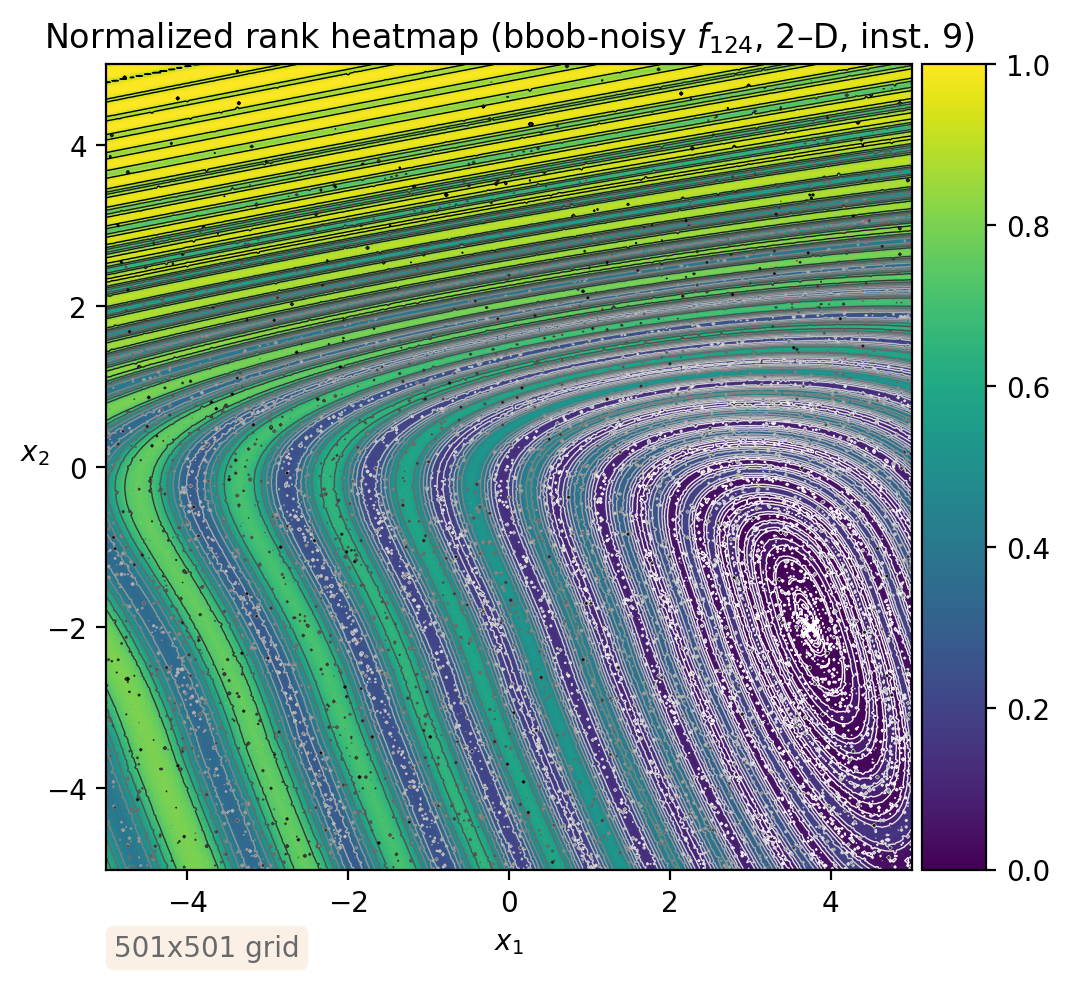 Normalized rank heatmap (bbob-noisy f₁₂₄, 2–D, inst. 9)
1.0
4
0.8
2
0.6
x₂
0
0.4
−2
0.2
−4
0.0
−4 −2 0 2 4
x₁
501x501 grid